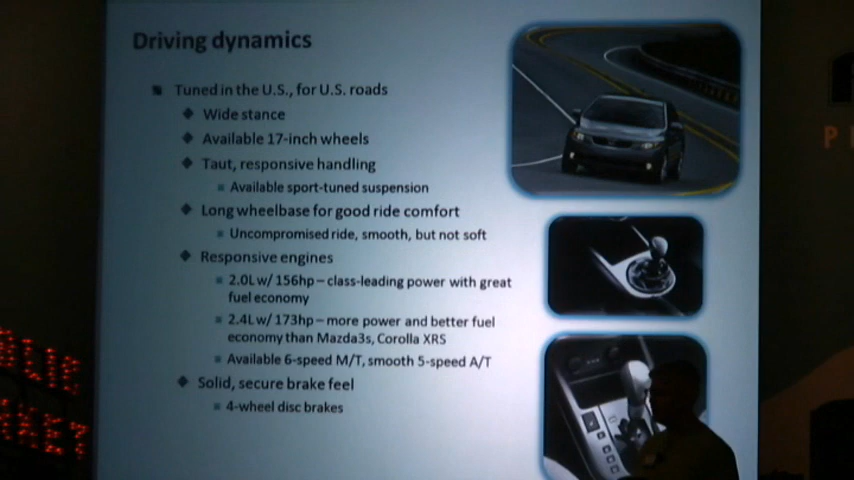 Driving dynamics
Tuned in the U.S., for U.S. roads
Wide stance
Available 17-inch wheels
Taut, responsive handling
Available sport-tuned suspension
Long wheelbase for good ride comfort
Uncompromised ride, smooth, but not soft
Responsive engines
2.0L w/ 156hp – class-leading power with great
fuel economy
2.4L w/ 173hp – more power and better fuel
economy than Mazda3s, Corolla XRS
Available 6-speed M/T, smooth 5-speed A/T
Solid, secure brake feel
4-wheel disc brakes